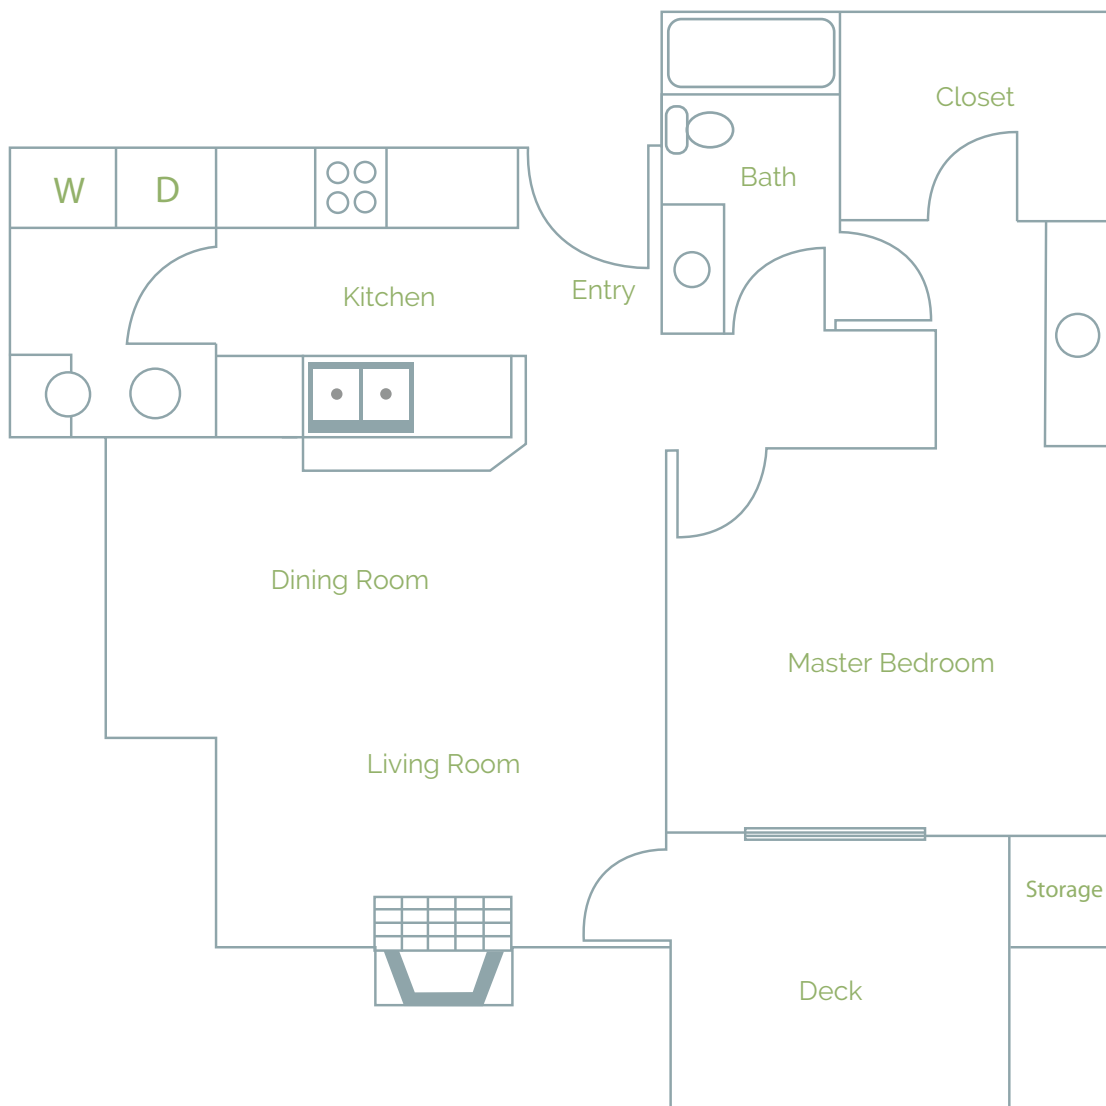 Closet
Bath
W
D
Kitchen
Entry
Dining Room
Master Bedroom
Living Room
Storage
Deck